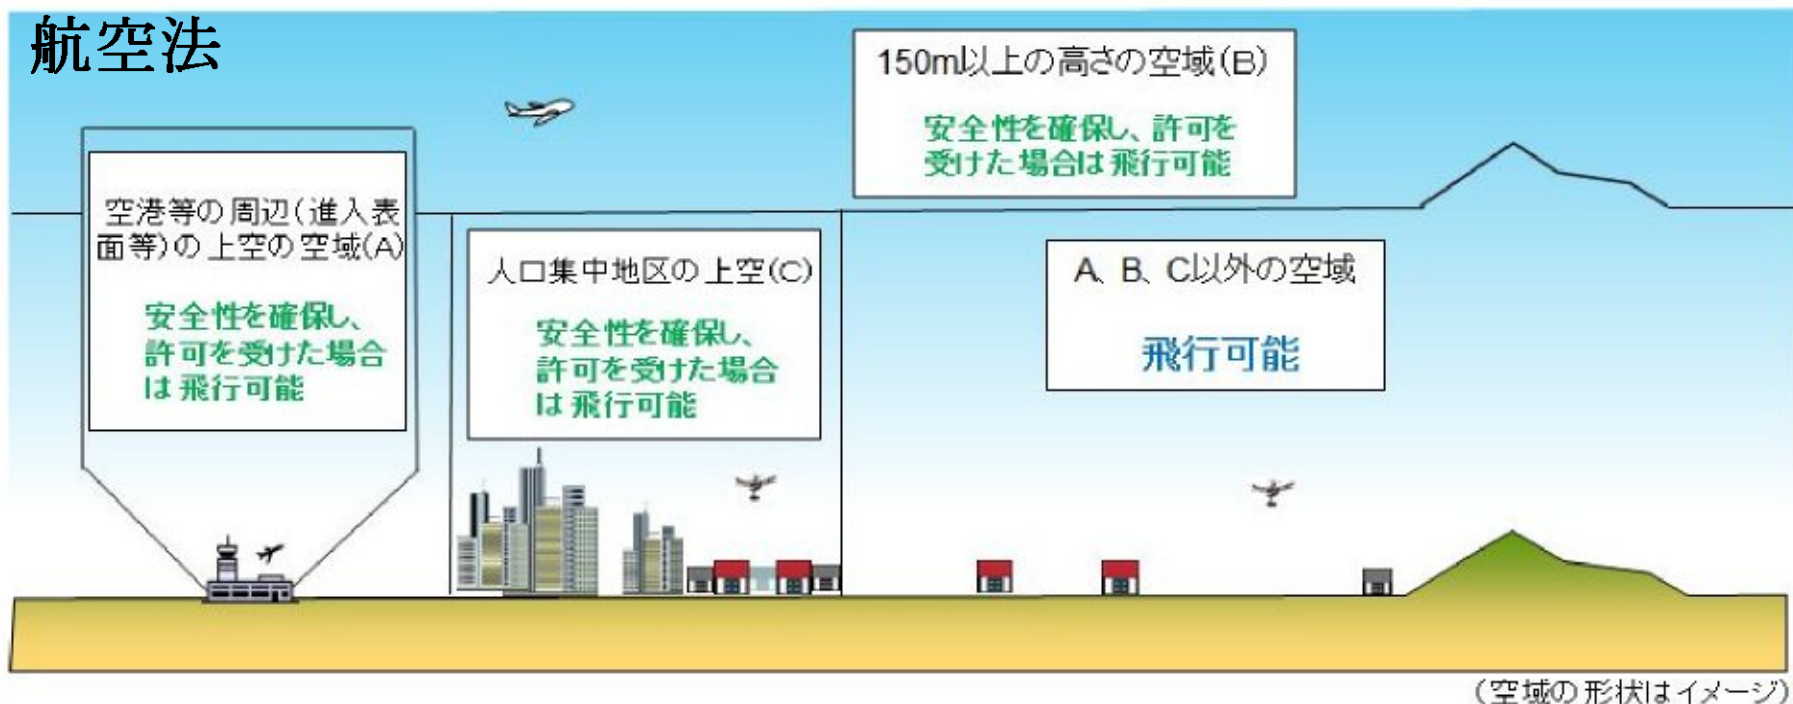 航空法
150m以上の高さの空域(B)
安全性を確保し、許可を
受けた場合は飛行可能
空港等の周辺(進入表
面等)の上空の空域(A)
安全性を確保し、
許可を受けた場合
は飛行可能
人口集中地区の上空(C)
安全性を確保し、
許可を受けた場合
は飛行可能
A、B、C以外の空域
飛行可能
(空域の形状はイメージ)